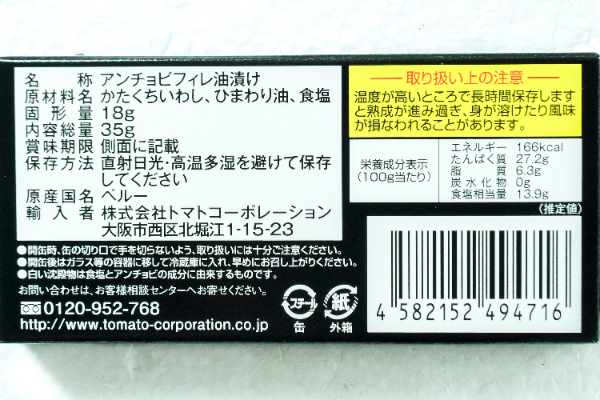 名称 アンチョビフィレ油漬け
原材料名 かたくちいわし、ひまわり油、食塩
固形量 18g
内容総量 35g
賞味期限 側面に記載
保存方法 直射日光・高温多湿を避けて保存
してください
原産国名 ペルー
輸入者 株式会社トマトコーポレーション
大阪市西区北堀江1-15-23
●開缶時、缶の切り口で手を切らないよう、取り扱いには十分ご注意ください。
●開缶後はガラス等の容器に移して冷蔵庫に入れ、早めにお召し上がりください。
●白い沈殿物は食塩とアンチョビの成分に由来するものです。
お問い合わせは、お客様相談センターへお寄せください。
0120-952-768
http://www.tomato-corporation.co.jp
スチール
缶
紙
外箱
取り扱い上の注意
温度が高いところで長時間保存しますと
熟成が進み過ぎ、身が溶けたり風味
が損なわれることがあります。
栄養成分表示
(100g当たり)
エネルギー 166kcal
たんぱく質 27.2g
脂質 6.3g
炭水化物 0g
食塩相当量 13.9g
(推定値)
4 582152 494716